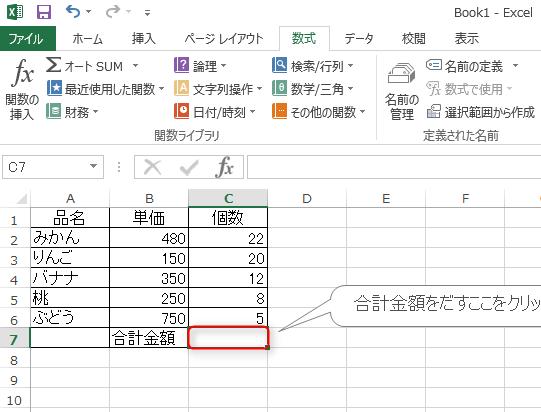 Book1 - Excel
ファイル ホーム 挿入 ページ レイアウト 数式 データ 校閲 表示
fx Σ オート SUM 論理 検索/行列 名前の定義
関数の挿入 最近使用した関数 文字列操作 数学/三角 名前の管理 数式で使用
財務 日付/時刻 その他の関数 選択範囲から作成
関数ライブラリ 定義された名前
C7 fx
A B C D E F
1 品名 単価 個数
2 みかん 480 22
3 りんご 150 20
4 バナナ 350 12
5 桃 250 8
合計金額をだすここをクリッ
6 ぶどう 750 5
7 合計金額
8
9
10